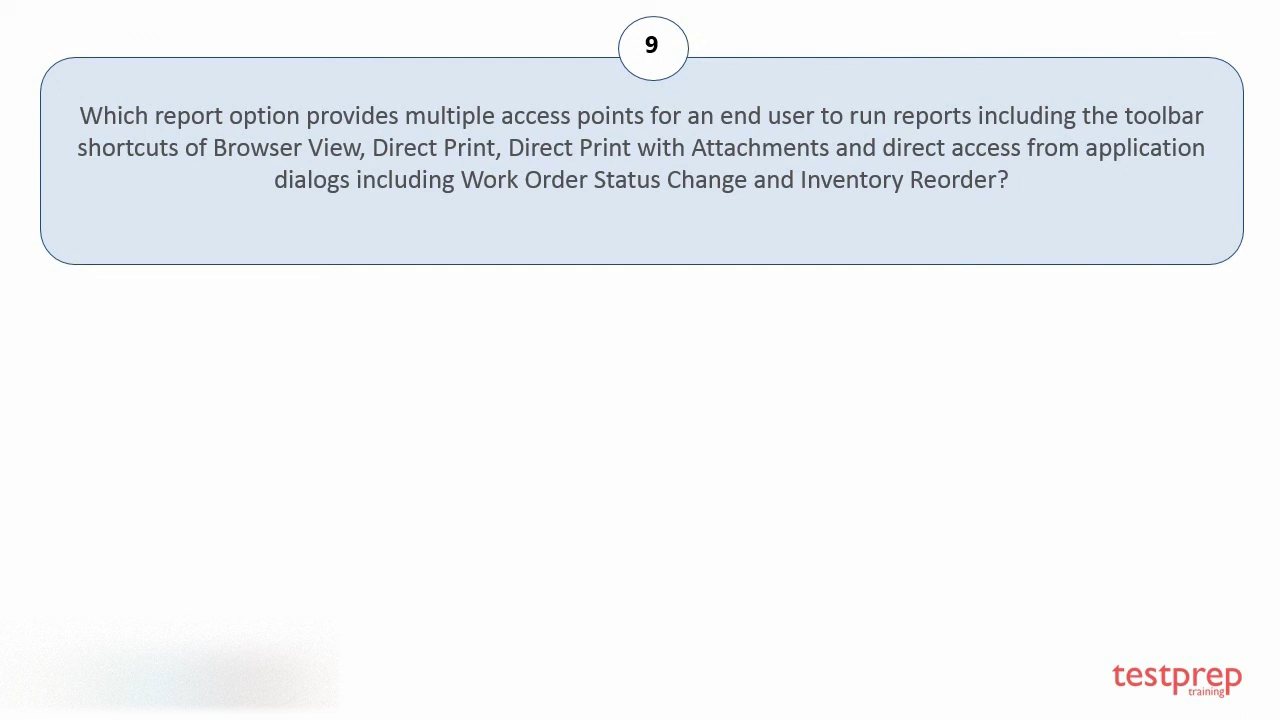 9
Which report option provides multiple access points for an end user to run reports including the toolbar
shortcuts of Browser View, Direct Print, Direct Print with Attachments and direct access from application
dialogs including Work Order Status Change and Inventory Reorder?
testprep
training